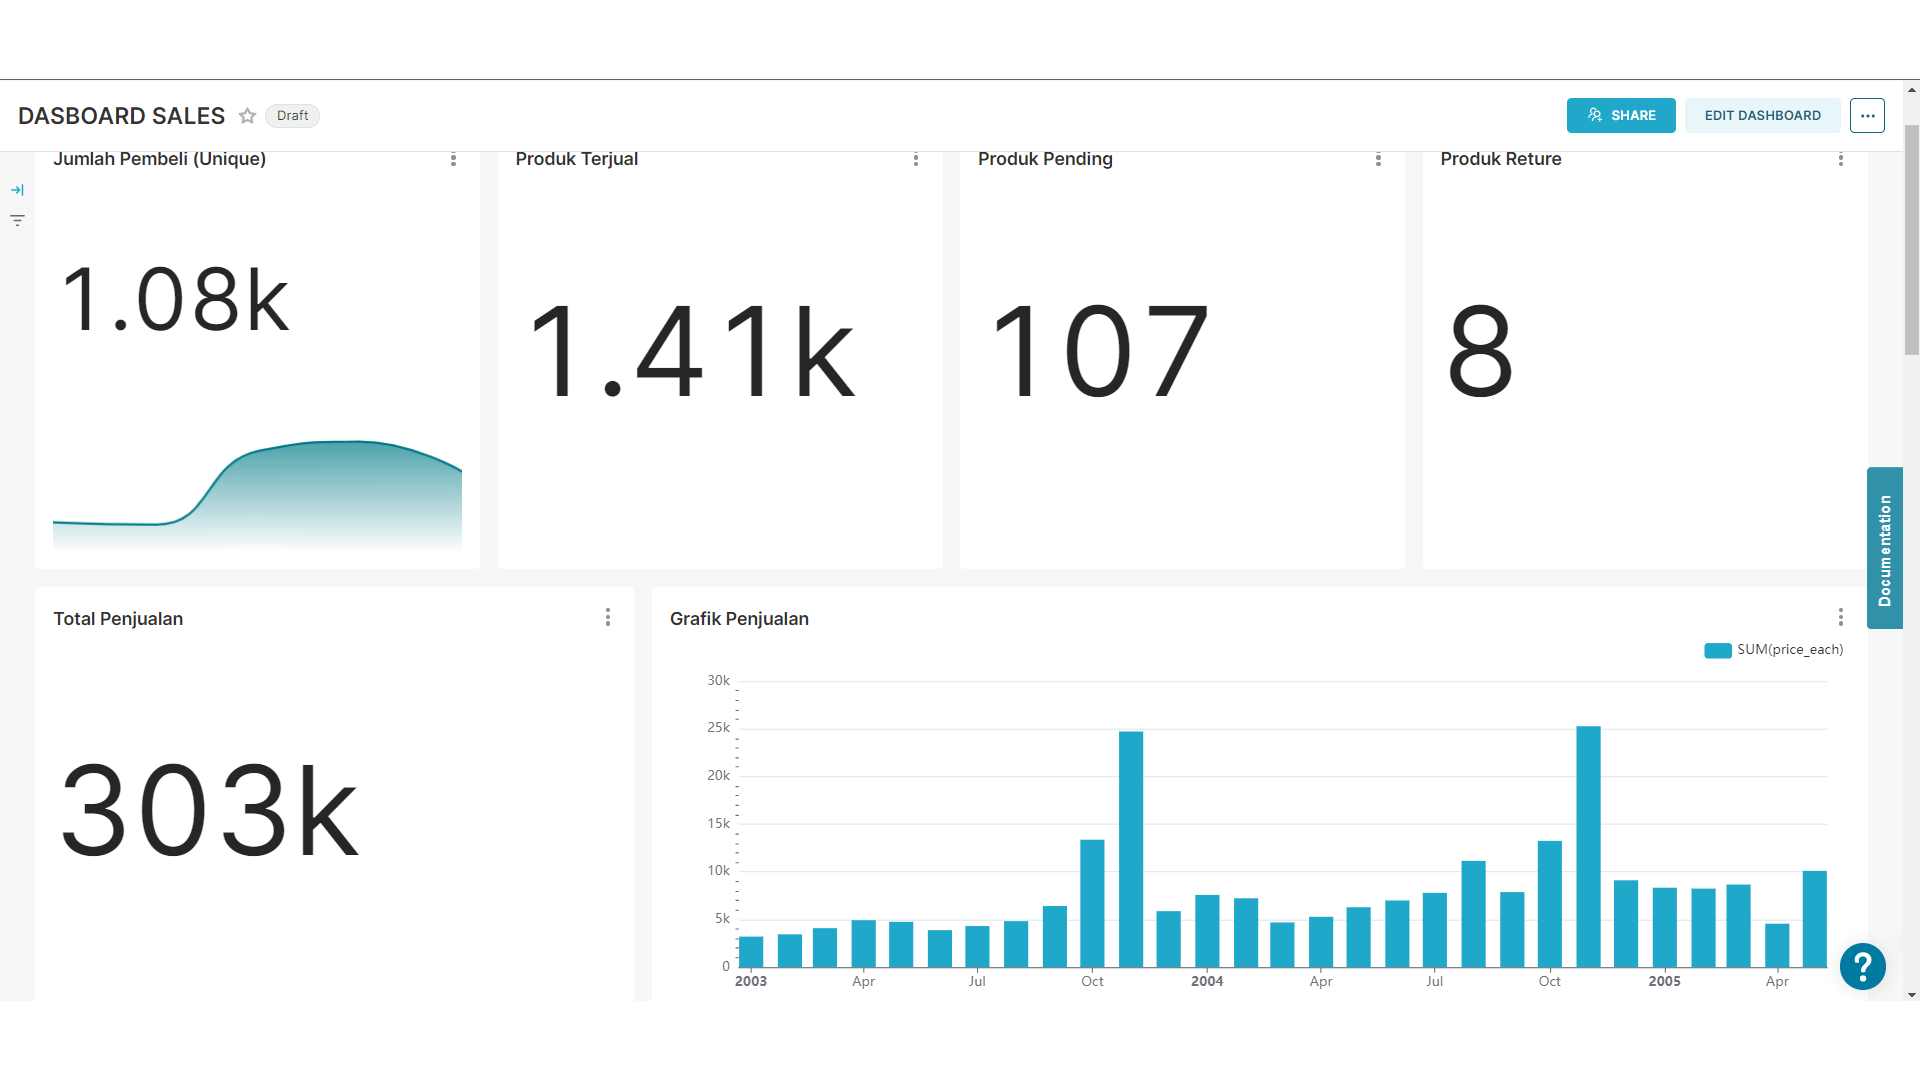 DASBOARD SALES
Draft
SHARE
EDIT DASHBOARD
Jumlah Pembeli (Unique)
Produk Terjual
Produk Pending
Produk Reture
1.08k
1.41k
107
8
Documentation
Total Penjualan
303k
Grafik Penjualan
SUM(price_each)
30k
25k
20k
15k
10k
5k
0
2003 Apr Jul Oct 2004 Apr Jul Oct 2005 Apr
?